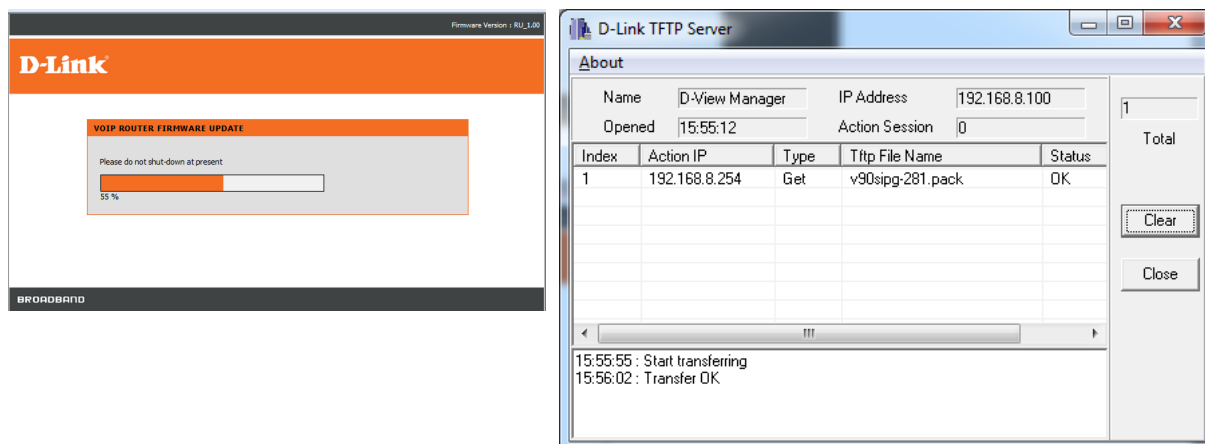 Firmware Version : RU_1.00
D-Link
VOIP ROUTER FIRMWARE UPDATE
Please do not shut-down at present
55 %
BROADBAND
D-Link TFTP Server
About
Name D-View Manager IP Address 192.168.8.100
Opened 15:55:12 Action Session 0
1
Total
Index Action IP Type Tftp File Name Status
1 192.168.8.254 Get v90sipg-281.pack OK
Clear
Close
15:55:55 : Start transferring
15:56:02 : Transfer OK